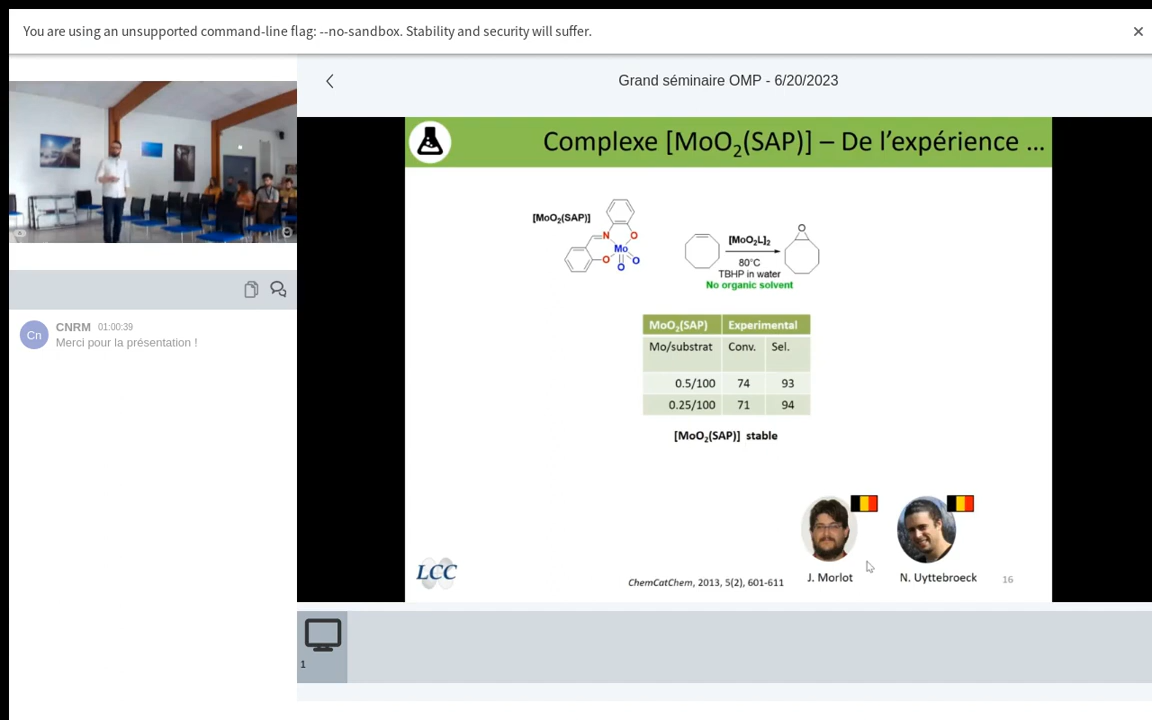 You are using an unsupported command-line flag: --no-sandbox. Stability and security will suffer.
Grand séminaire OMP - 6/20/2023
Cn
CNRM 01:00:39
Merci pour la présentation !
Complexe [MoO₂(SAP)] – De l'expérience ...
[MoO₂(SAP)]
N
O
Mo
O
O
O
[MoO₂L]₂
80°C
TBHP in water
No organic solvent
O
MoO₂(SAP) Experimental
Mo/substrat Conv. Sel.
0.5/100 74 93
0.25/100 71 94
[MoO₂(SAP)] stable
LCC
ChemCatChem, 2013, 5(2), 601-611
J. Morlot
N. Uyttebroeck
16
1